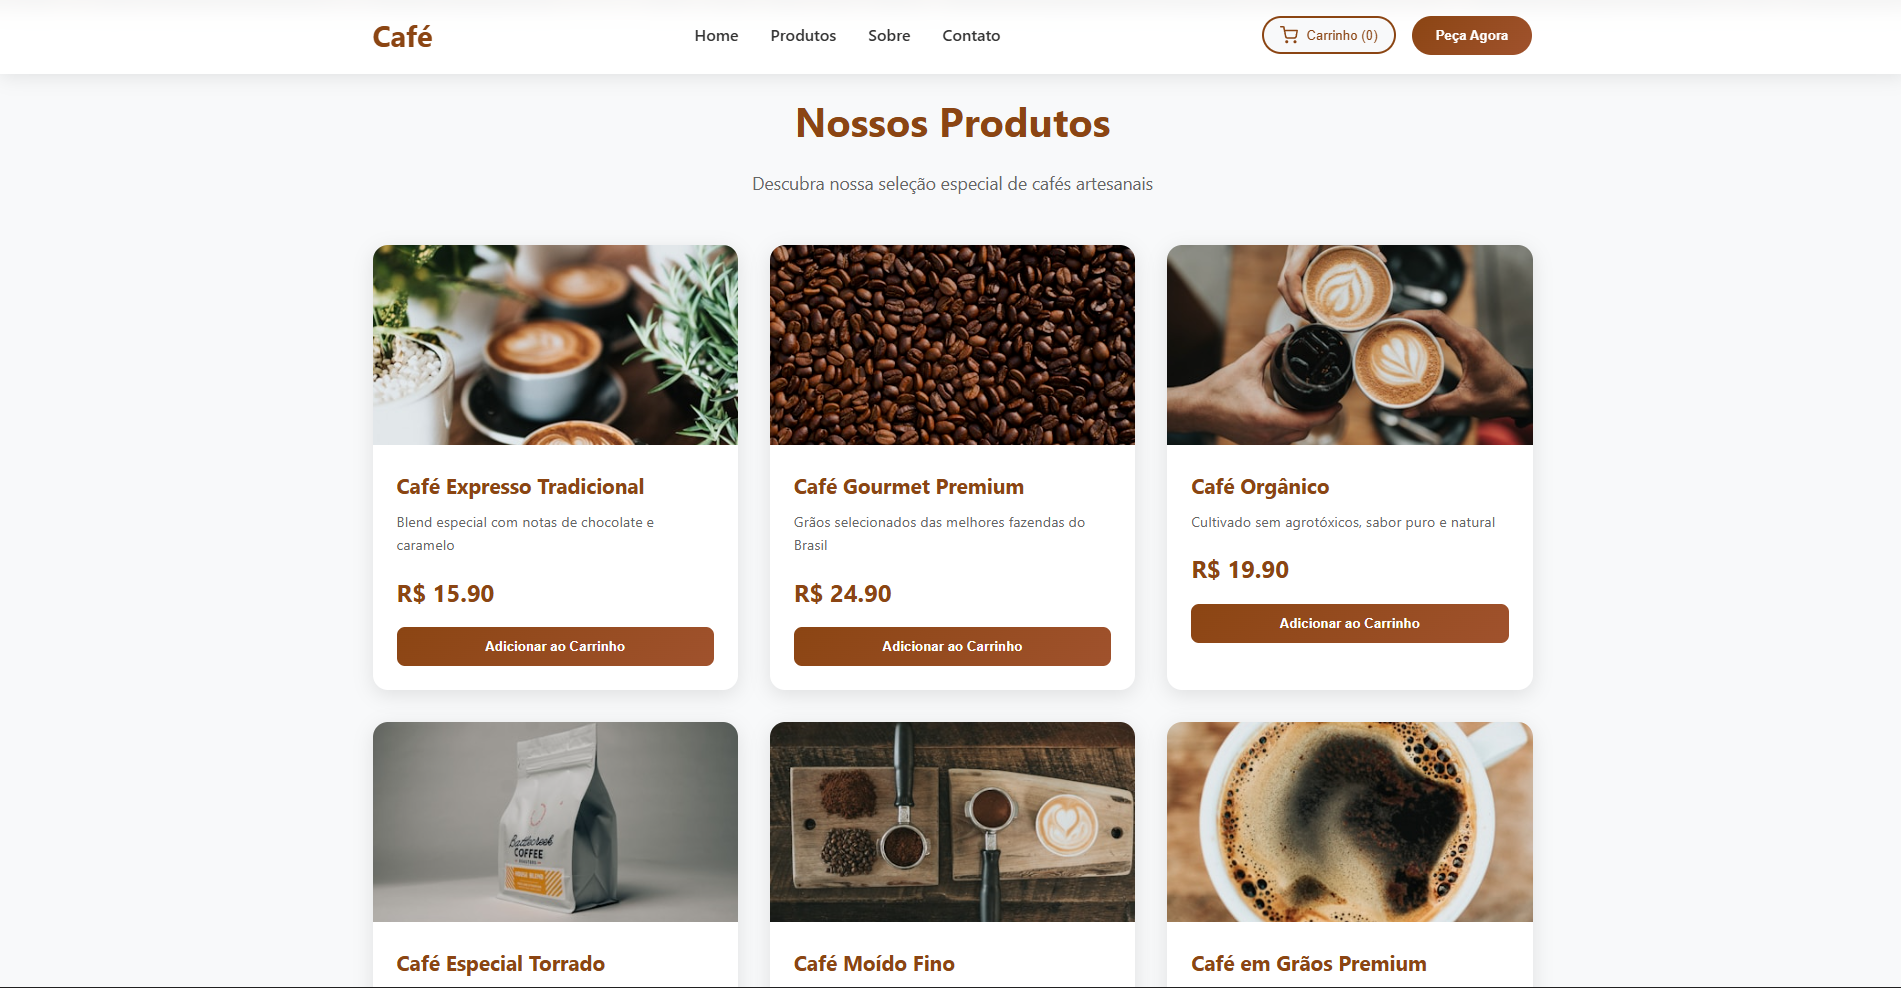 Café
Home
Produtos
Sobre
Contato
Carrinho (0)
Peça Agora
Nossos Produtos
Descubra nossa seleção especial de cafés artesanais
Café Expresso Tradicional
Blend especial com notas de chocolate e
caramelo
R$ 15.90
Adicionar ao Carrinho
Café Gourmet Premium
Grãos selecionados das melhores fazendas do
Brasil
R$ 24.90
Adicionar ao Carrinho
Café Orgânico
Cultivado sem agrotóxicos, sabor puro e natural
R$ 19.90
Adicionar ao Carrinho
COFFEE
Café Especial Torrado
Café Moído Fino
Café em Grãos Premium